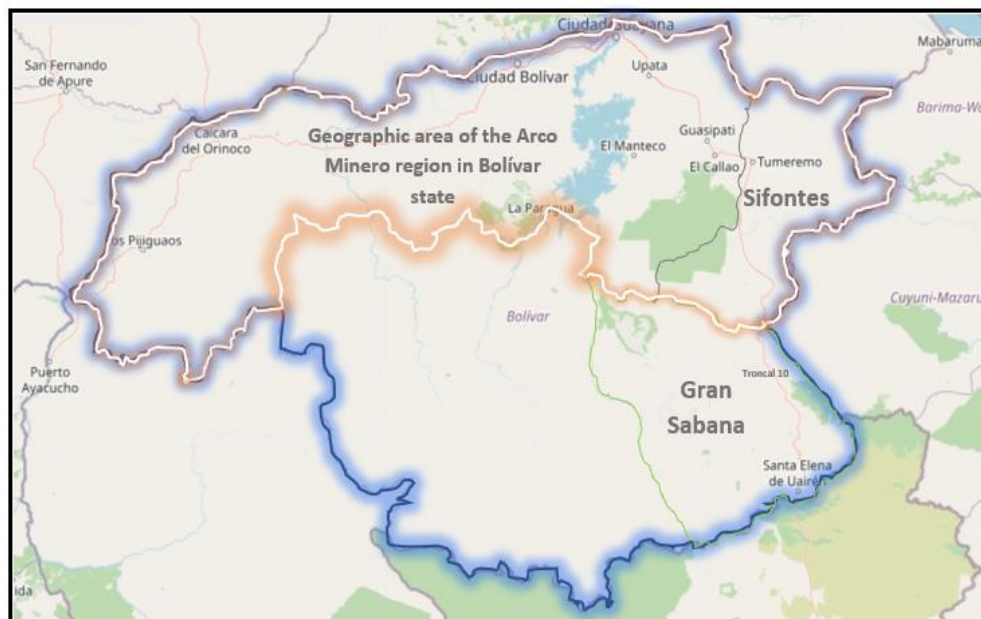 Ciudad Guayana
Mabaruma
San Fernando
de Apure
Ciudad Bolívar
Upata
Barima-Wa
Caicara
del Orinoco
Geographic area of the Arco
Minero region in Bolívar
state
Guasipati
El Manteco
El Callao
Tumeremo
Sifontes
La Paragua
os Pijiguaos
Cuyuni-Mazaru
Bolívar
Puerto
Ayacucho
Troncal 10
Gran
Sabana
Santa Elena
de Uairén
ida